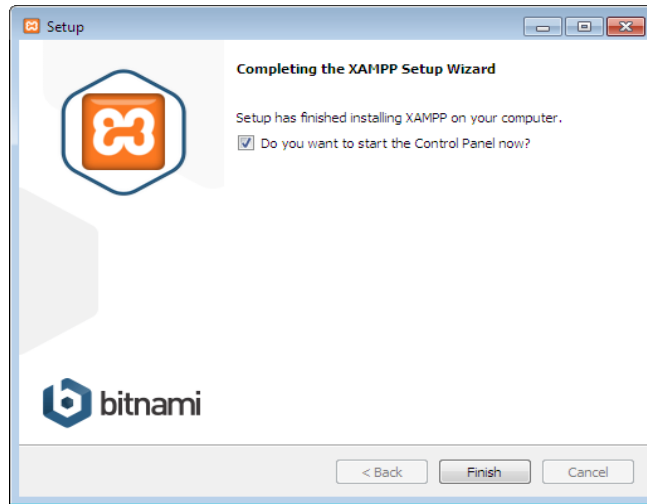 Setup
Completing the XAMPP Setup Wizard
Setup has finished installing XAMPP on your computer.
Do you want to start the Control Panel now?
bitnami
< Back
Finish
Cancel